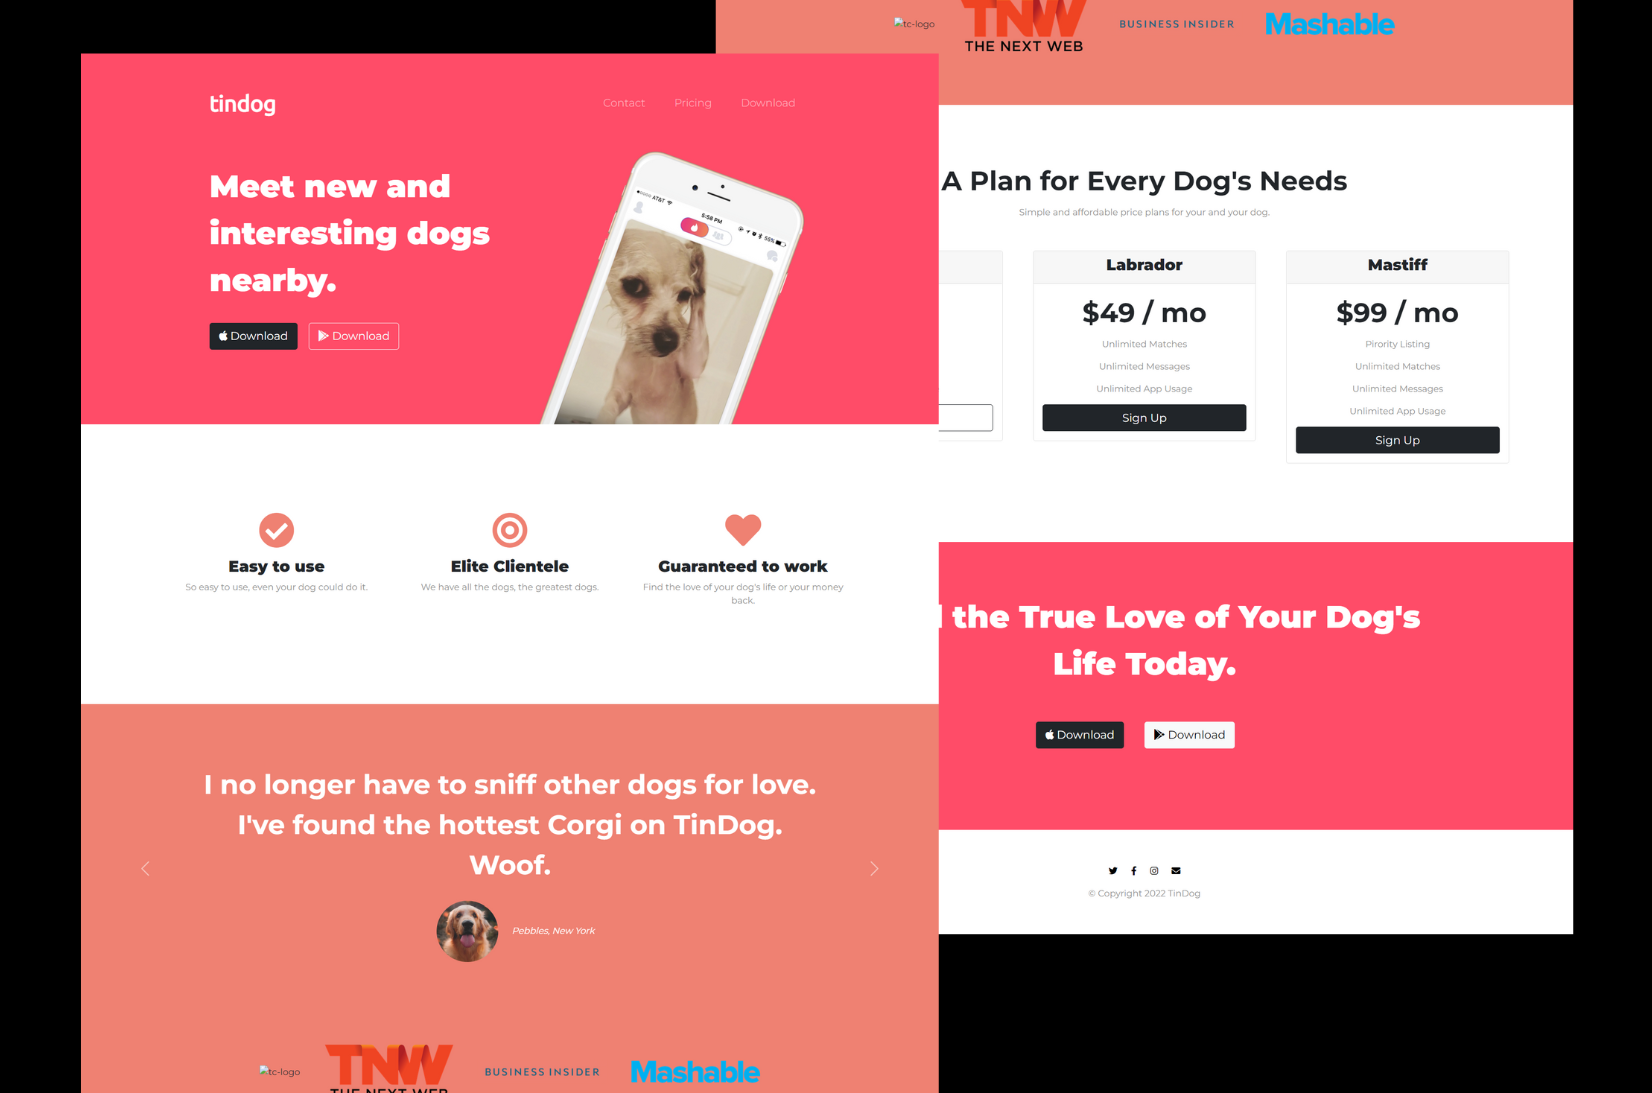 tindog
Contact Pricing Download
Meet new and
interesting dogs
nearby.
Download Download
AT&T 5:58 PM 55%
Easy to use
So easy to use, even your dog could do it.
Elite Clientele
We have all the dogs, the greatest dogs.
Guaranteed to work
Find the love of your dog's life or your money
back.
I no longer have to sniff other dogs for love.
I've found the hottest Corgi on TinDog.
Woof.
Pebbles, New York
tc-logo
TNW
THE NEXT WEB
BUSINESS INSIDER
Mashable
tc-logo
TNW
THE NEXT WEB
BUSINESS INSIDER
Mashable
A Plan for Every Dog's Needs
Simple and affordable price plans for your and your dog.
Labrador
$49 / mo
Unlimited Matches
Unlimited Messages
Unlimited App Usage
Sign Up
Mastiff
$99 / mo
Pirority Listing
Unlimited Matches
Unlimited Messages
Unlimited App Usage
Sign Up
the True Love of Your Dog's
Life Today.
Download Download
© Copyright 2022 TinDog